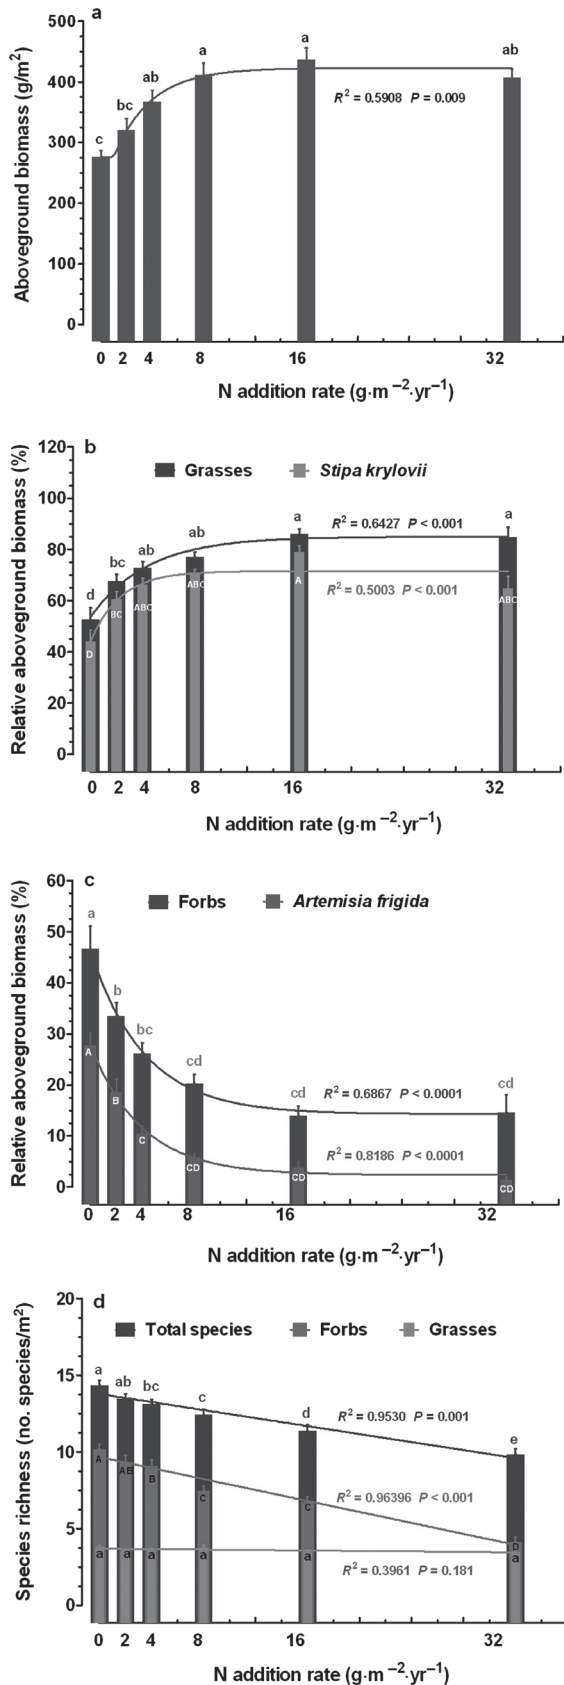 a
Aboveground biomass (g/m²)
500
400
300
200
100
0
c
bc
ab
a
a
ab
R² = 0.5908 P = 0.009
0 2 4 8 16 32
N addition rate (g·m⁻²·yr⁻¹)
b
Relative aboveground biomass (%)
120
100
80
60
40
20
0
Grasses Stipa krylovii
d
bc
ab
ab
a
a
R² = 0.6427 P < 0.001
R² = 0.5003 P < 0.001
D
BC
ABC
ABC
A
ABC
0 2 4 8 16 32
N addition rate (g·m⁻²·yr⁻¹)
c
Relative aboveground biomass (%)
60
50
40
30
20
10
0
Forbs Artemisia frigida
a
b
bc
cd
cd
cd
R² = 0.6867 P < 0.0001
R² = 0.8186 P < 0.0001
A
B
C
CD
CD
CD
0 2 4 8 16 32
N addition rate (g·m⁻²·yr⁻¹)
d
Species richness (no. species/m²)
20
15
10
5
0
Total species Forbs Grasses
a
ab
bc
c
d
e
R² = 0.9530 P = 0.001
A
AB
B
C
C
D
R² = 0.96396 P < 0.001
a a a a a a
R² = 0.3961 P = 0.181
0 2 4 8 16 32
N addition rate (g·m⁻²·yr⁻¹)